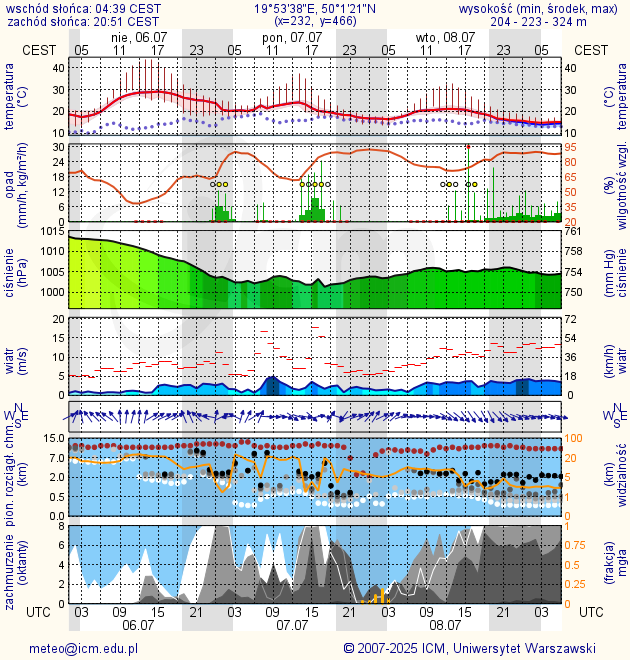 wschód słońca: 04:39 CEST 19°53'38"E, 50°1'21"N wysokość (min, środek, max)
zachód słońca: 20:51 CEST (x=232, y=466) 204 - 223 - 324 m
nie, 06.07 pon, 07.07 wto, 08.07
CEST 05 11 17 23 05 11 17 23 05 11 17 23 05 CEST
temperatura (°C) 40 30 20 10 40 30 20 10 (°C) temperatura
opad (mm/h, kg/m²/h) 30 24 18 12 6 0 95 80 65 50 35 20 (%) wilgotność wzgl.
ciśnienie (hPa) 1015 1010 1005 1000 761 758 754 750 (mm Hg) ciśnienie
wiatr (m/s) 20 15 10 5 0 72 54 36 18 0 (km/h) wiatr
N W E S N W E S
pion. rozciągł. chm. (km) 15.0 7.0 2.0 0.5 0.0 100 20 5 1 0 (km) widzialność
zachmurzenie (oktanty) 8 6 4 2 0 1 0.75 0.5 0.25 0 (frakcja) mgła
UTC 03 09 15 21 03 09 15 21 03 09 15 21 03 UTC
06.07 07.07 08.07
meteo@icm.edu.pl © 2007-2025 ICM, Uniwersytet Warszawski